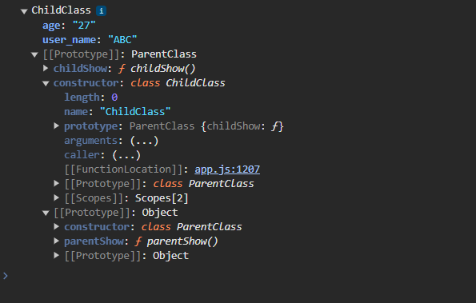 ChildClass i
age: "27"
user_name: "ABC"
[[Prototype]]: ParentClass
childShow: ƒ childShow()
constructor: class ChildClass
length: 0
name: "ChildClass"
prototype: ParentClass {childShow: ƒ}
arguments: (...)
caller: (...)
[[FunctionLocation]]: app.js:1207
[[Prototype]]: class ParentClass
[[Scopes]]: Scopes[2]
[[Prototype]]: Object
constructor: class ParentClass
parentShow: ƒ parentShow()
[[Prototype]]: Object